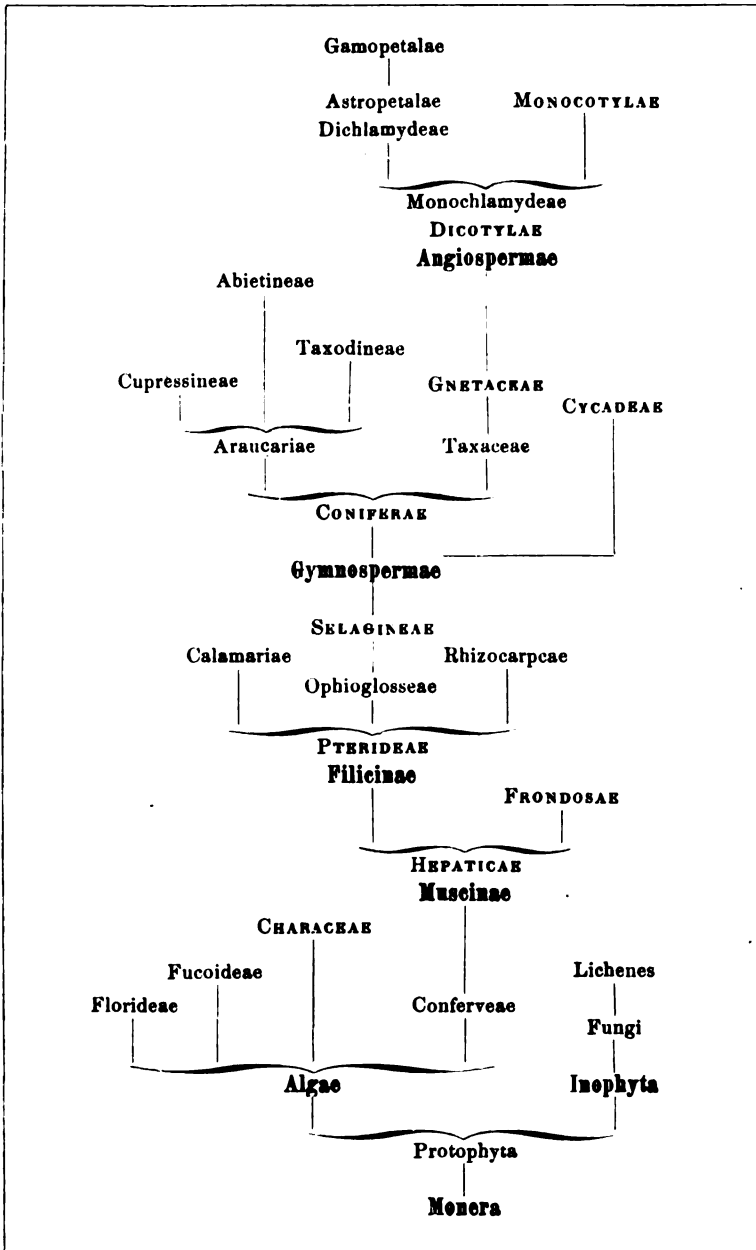 Gamopetalae
Astropetalae
Dichlamydeae
MONOCOTYLAE
Monochlamydeae
DICOTYLAE
Angiospermae
Abietineae
Taxodineae
Cupressineae
GNETACEAE
CYCADEAE
Araucariae
Taxaceae
CONIFERAE
Gymnospermae
SELAGINEAE
Calamariae
Rhizocarpeae
Ophioglosseae
PTERIDEAE
Filicinae
FRONDOSAE
HEPATICAE
Muscinae
CHARACEAE
Fucoideae
Lichenes
Florideae
Conferveae
Fungi
Algae
Inophyta
Protophyta
Monera